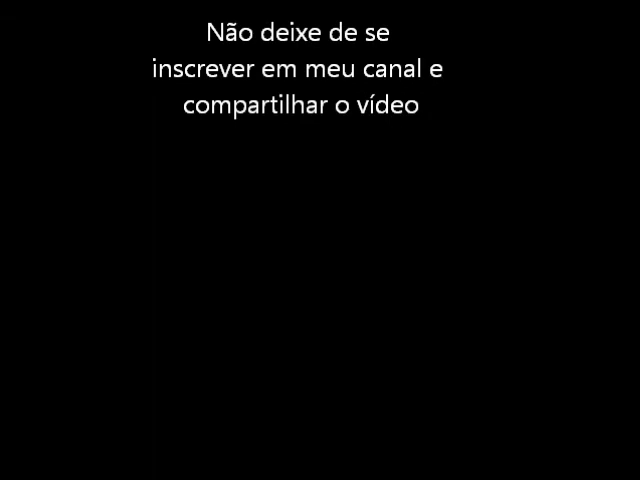 Não deixe de se
inscrever em meu canal e
compartilhar o vídeo